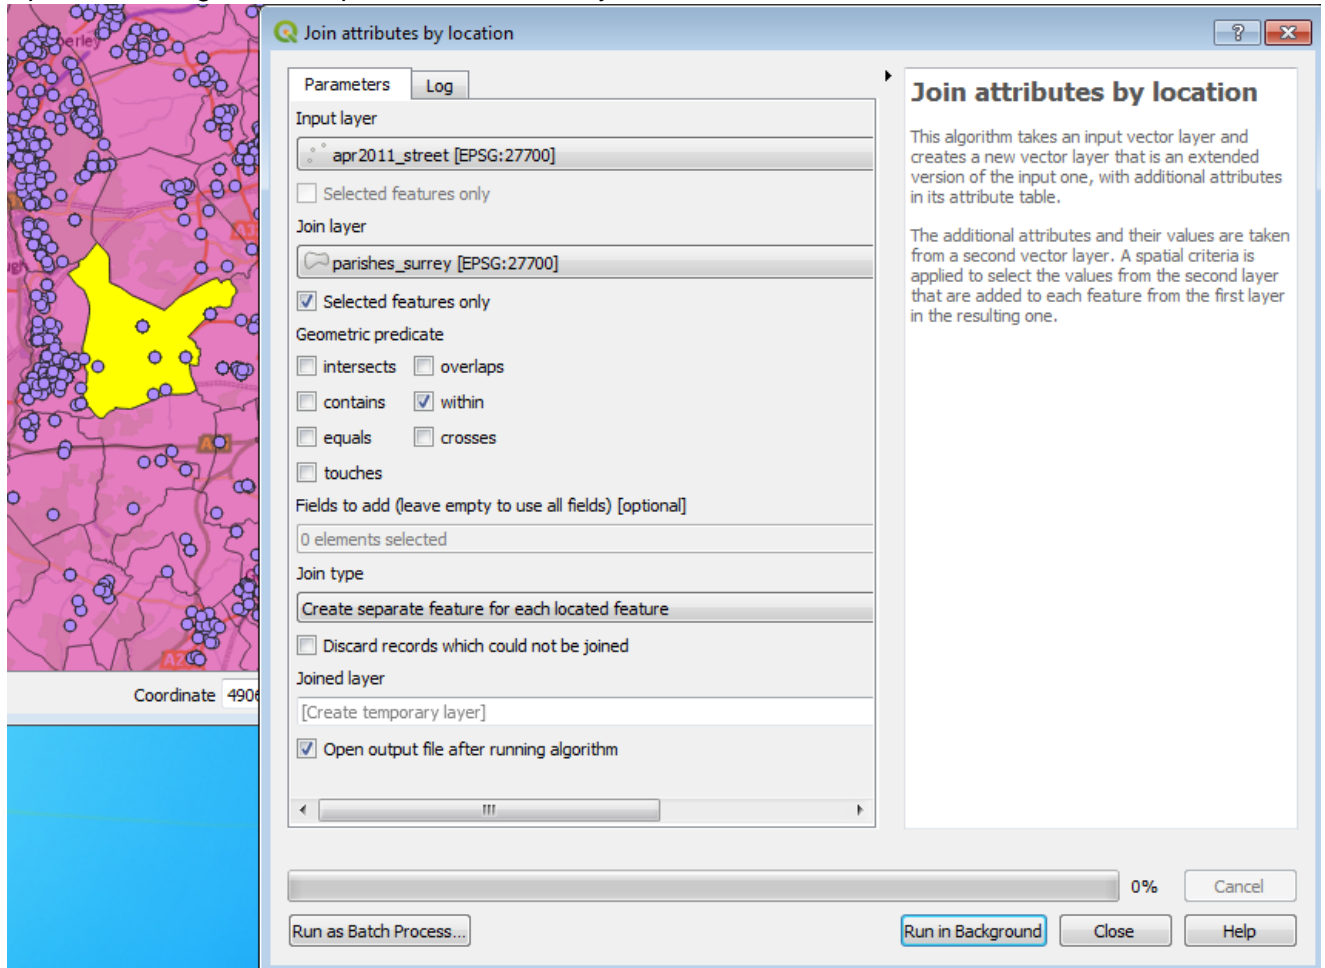 Join attributes by location
Parameters
Log
Input layer
apr2011_street [EPSG:27700]
Selected features only
Join layer
parishes_surrey [EPSG:27700]
Selected features only
Geometric predicate
intersects overlaps
contains within
equals crosses
touches
Fields to add (leave empty to use all fields) [optional]
0 elements selected
Join type
Create separate feature for each located feature
Discard records which could not be joined
Joined layer
[Create temporary layer]
Open output file after running algorithm
Join attributes by location
This algorithm takes an input vector layer and
creates a new vector layer that is an extended
version of the input one, with additional attributes
in its attribute table.
The additional attributes and their values are taken
from a second vector layer. A spatial criteria is
applied to select the values from the second layer
that are added to each feature from the first layer
in the resulting one.
Coordinate 490
0% Cancel
Run as Batch Process... Run in Background Close Help